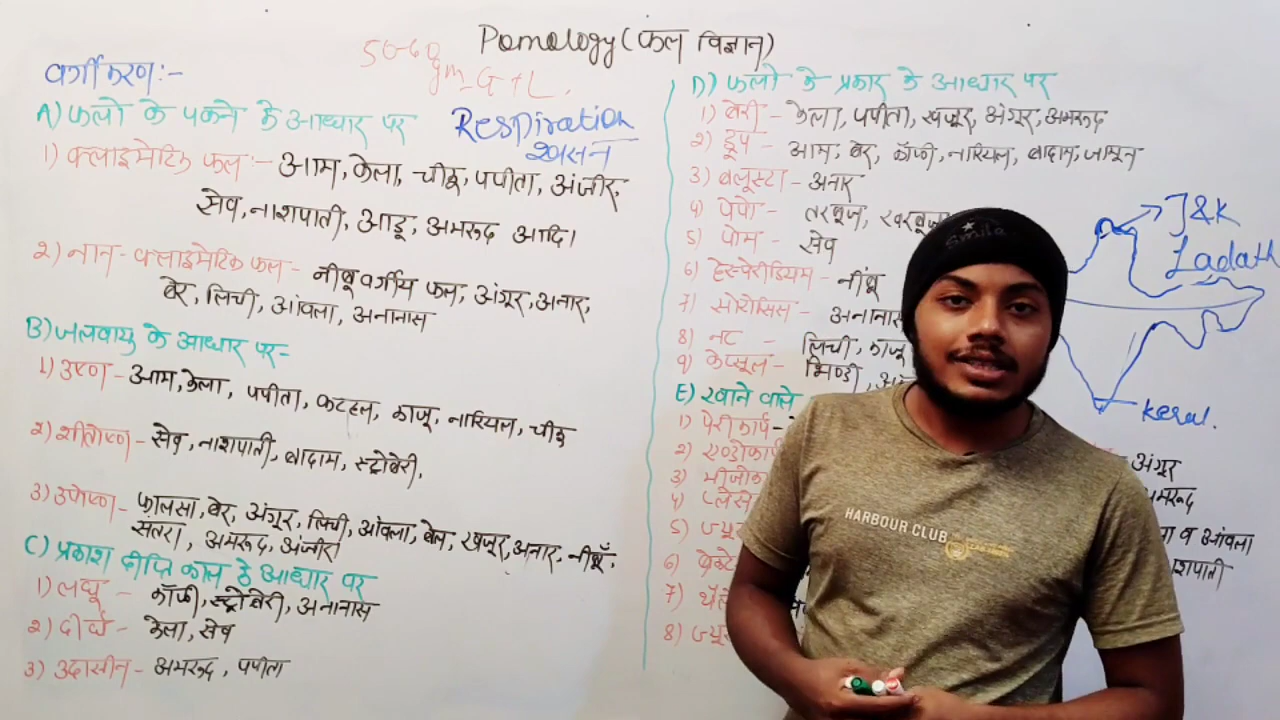 Pomology (फल विज्ञान)
50-60 gm G+L.
वर्गीकरण:-
A) फलों के पकने के आधार पर
Respiration
श्वसन
1) क्लाइमेटिक फल:- आम, केला, चीकू, पपीता, अंजीर,
सेव, नाशपाती, आडू, अमरूद आदि।
2) नान-क्लाइमेटिक फल- नीबू वर्गीय फल, अंगूर, अनार,
बेर, लिची, आंवला, अनानास
B) जलवायु के आधार पर-
1) उष्ण - आम, केला, पपीता, कटहल, काजू, नारियल, चीकू
2) शीतोष्ण - सेव, नाशपाती, बादाम, स्ट्रोबेरी,
3) उपोष्ण - फालसा, बेर, अंगूर, लिची, आंवला, बेल, खजूर, अनार, नीबूँ,
संतरा, अमरूद, अंजीर
C) प्रकाश दीप्ति काल के आधार पर
1) लघू - कॉफी, स्ट्रोबेरी, अनानास
2) दीर्घ - केला, सेव
3) उदासीन - अमरूद, पपीता
D) फलों के प्रकार के आधार पर
1) बेरी - केला, पपीता, खजूर, अंगूर, अमरूद
2) ड्रूप - आम, बेर, कॉफी, नारियल, बादाम, जामुन
3) बलूस्टा - अनार
4) पेपो - तरबूज, खरबूज
5) पोम - सेव
6) हेस्पेरीडियम - नींबू
7) सोरोसिस - अनानास
8) नट - लिची, काजू
9) केप्सूल - भिण्डी,
E) खाने वाले
1) पेरीकार्प -
2)
3)
4)
5)
6)
7)
8)
अंगूर
व आंवला
J&K
Ladakh
Keral.
Smile
HARBOUR CLUB